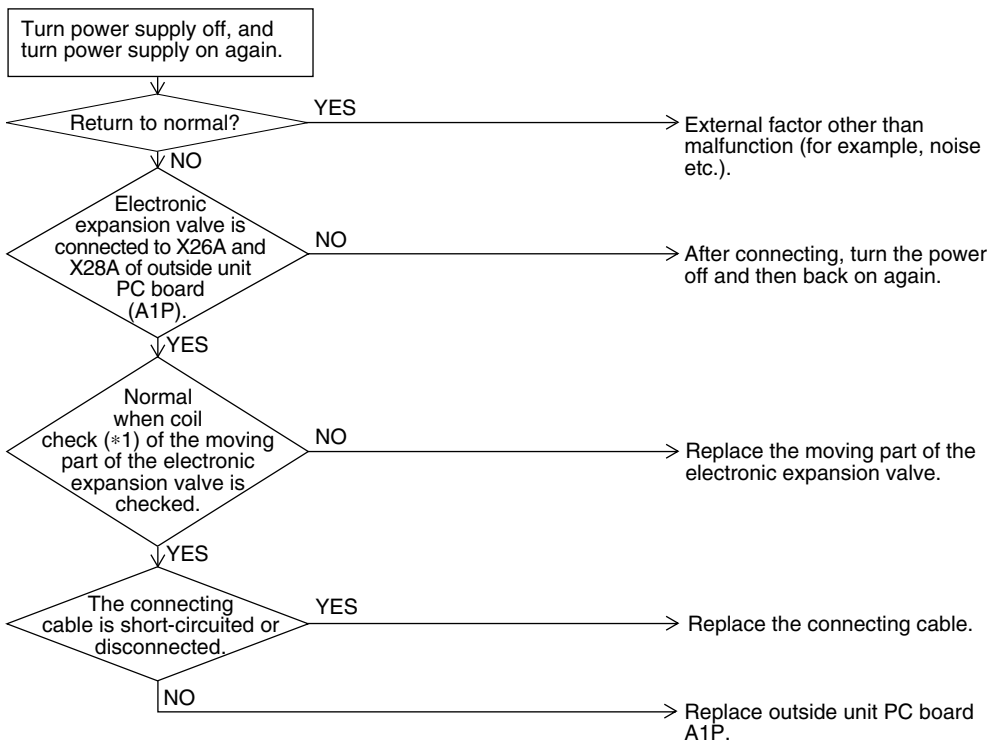 Turn power supply off, and
turn power supply on again.
Return to normal?
YES
External factor other than
malfunction (for example, noise
etc.).
NO
Electronic
expansion valve is
connected to X26A and
X28A of outside unit
PC board
(A1P).
NO
After connecting, turn the power
off and then back on again.
YES
Normal
when coil
check (*1) of the moving
part of the electronic
expansion valve is
checked.
NO
Replace the moving part of the
electronic expansion valve.
YES
The connecting
cable is short-circuited or
disconnected.
YES
Replace the connecting cable.
NO
Replace outside unit PC board
A1P.